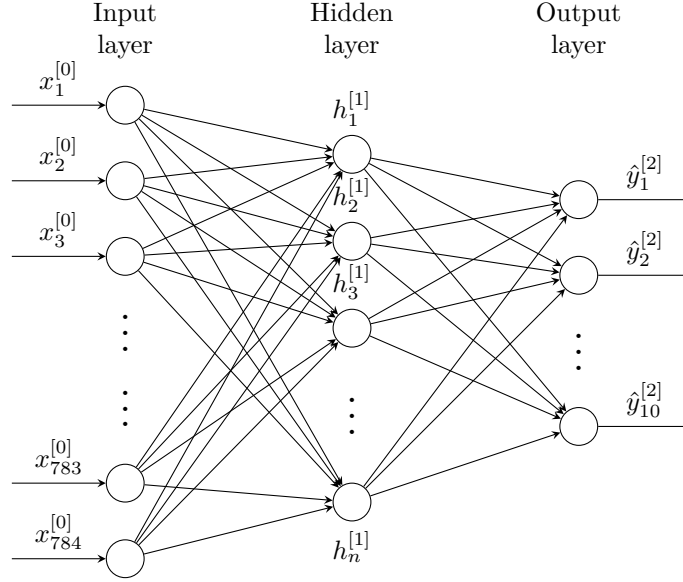 Input
layer
Hidden
layer
Output
layer
x_1^{[0]}
x_2^{[0]}
x_3^{[0]}
x_{783}^{[0]}
x_{784}^{[0]}
h_1^{[1]}
h_2^{[1]}
h_3^{[1]}
h_n^{[1]}
ŷ_1^{[2]}
ŷ_2^{[2]}
ŷ_{10}^{[2]}